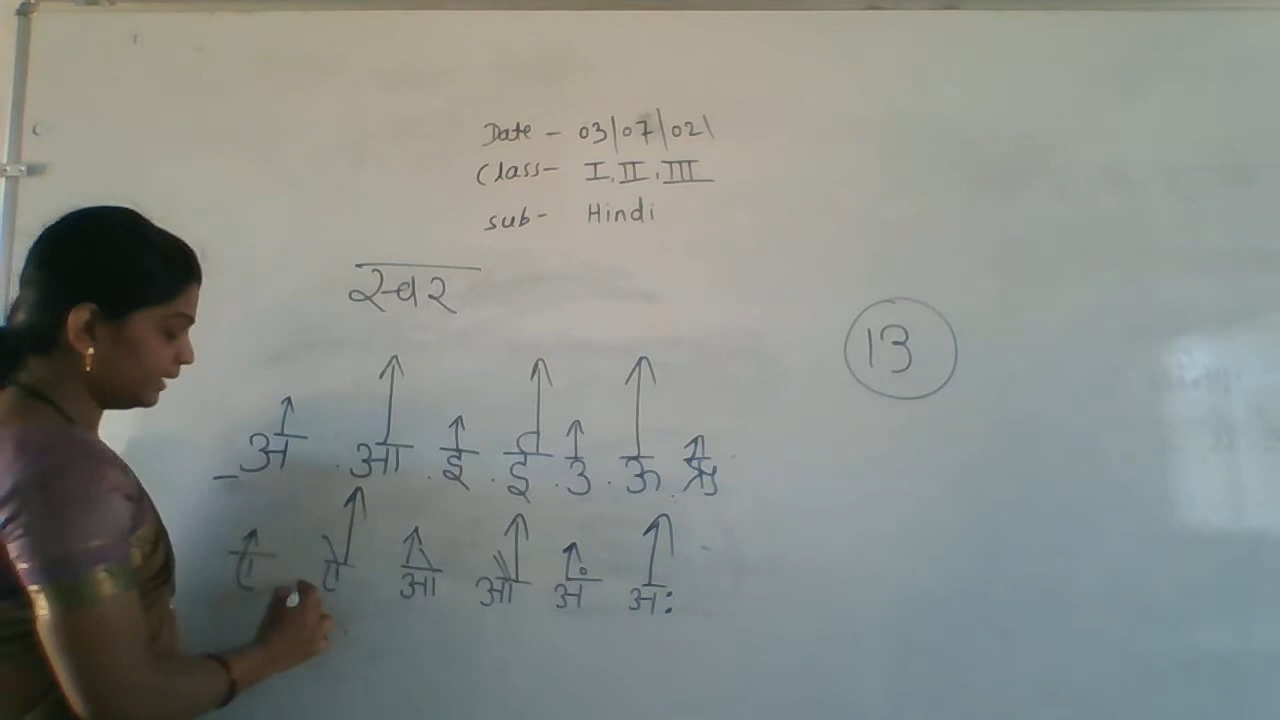 Date - 03/07/021
Class- I, II, III
Sub- Hindi
स्वर
13
अ आ इ ई उ ऊ ऋ
ए ऐ ओ औ अं अः